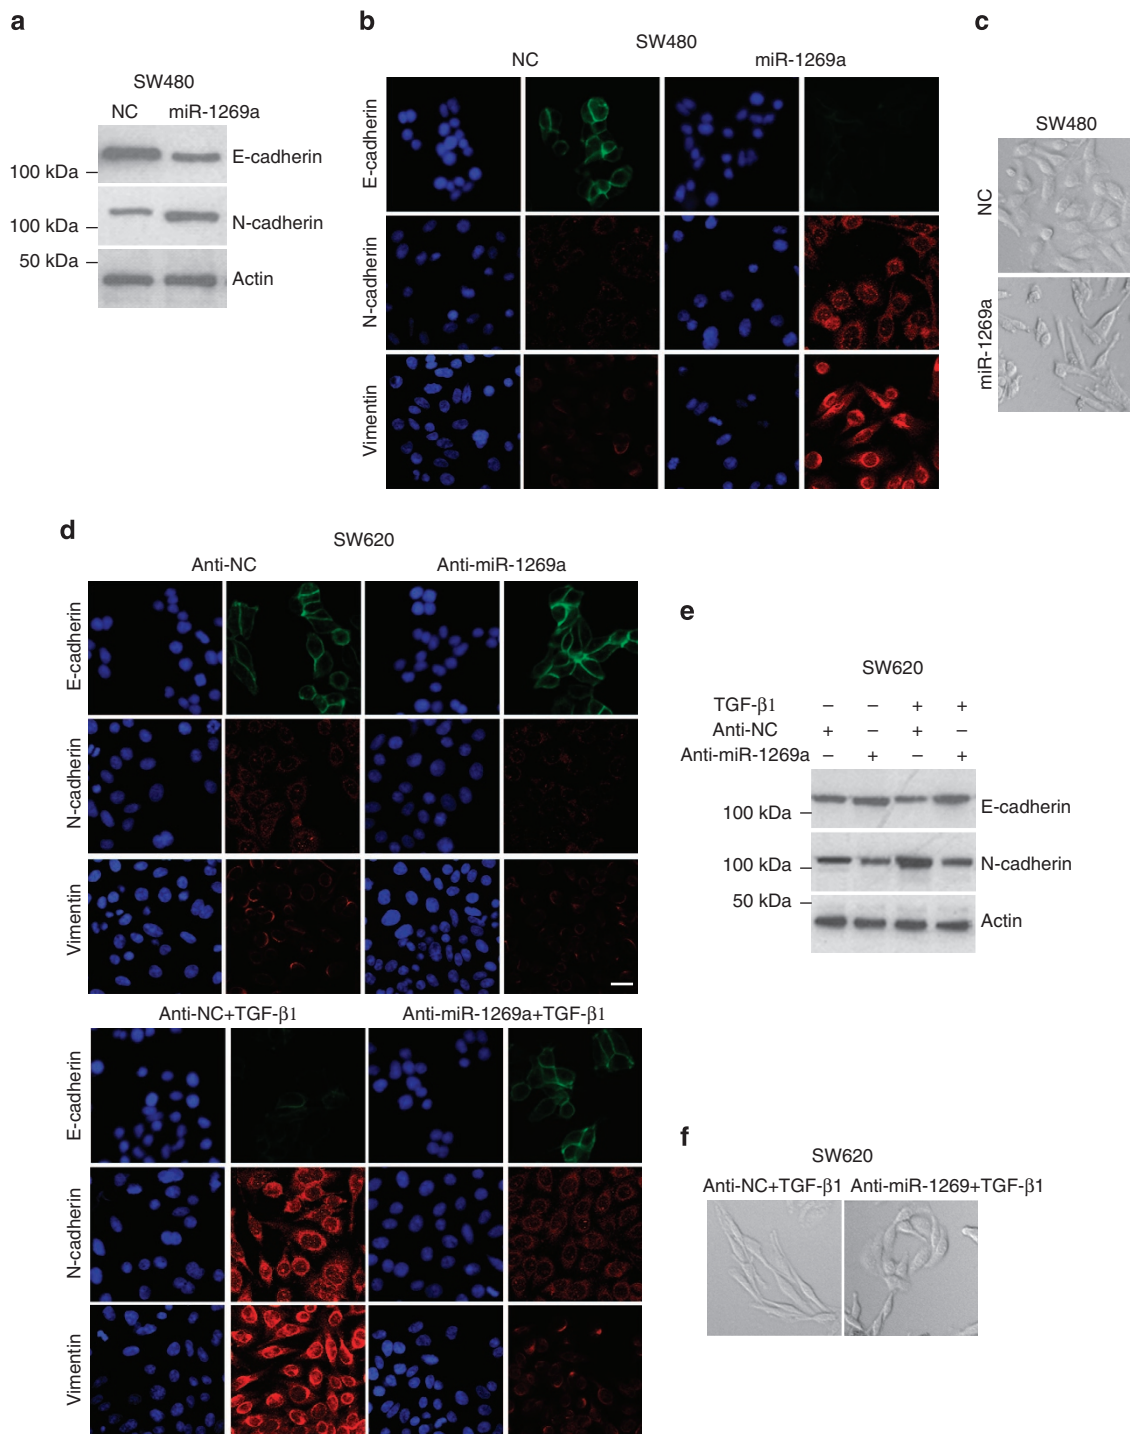 a
SW480
NC miR-1269a
100 kDa
E-cadherin
100 kDa
N-cadherin
50 kDa
Actin
b
SW480
NC miR-1269a
E-cadherin
N-cadherin
Vimentin
c
SW480
NC
miR-1269a
d
SW620
Anti-NC Anti-miR-1269a
E-cadherin
N-cadherin
Vimentin
Anti-NC+TGF-β1 Anti-miR-1269a+TGF-β1
E-cadherin
N-cadherin
Vimentin
e
SW620
TGF-β1 – – + +
Anti-NC + – + –
Anti-miR-1269a – + – +
100 kDa
E-cadherin
100 kDa
N-cadherin
50 kDa
Actin
f
SW620
Anti-NC+TGF-β1 Anti-miR-1269+TGF-β1